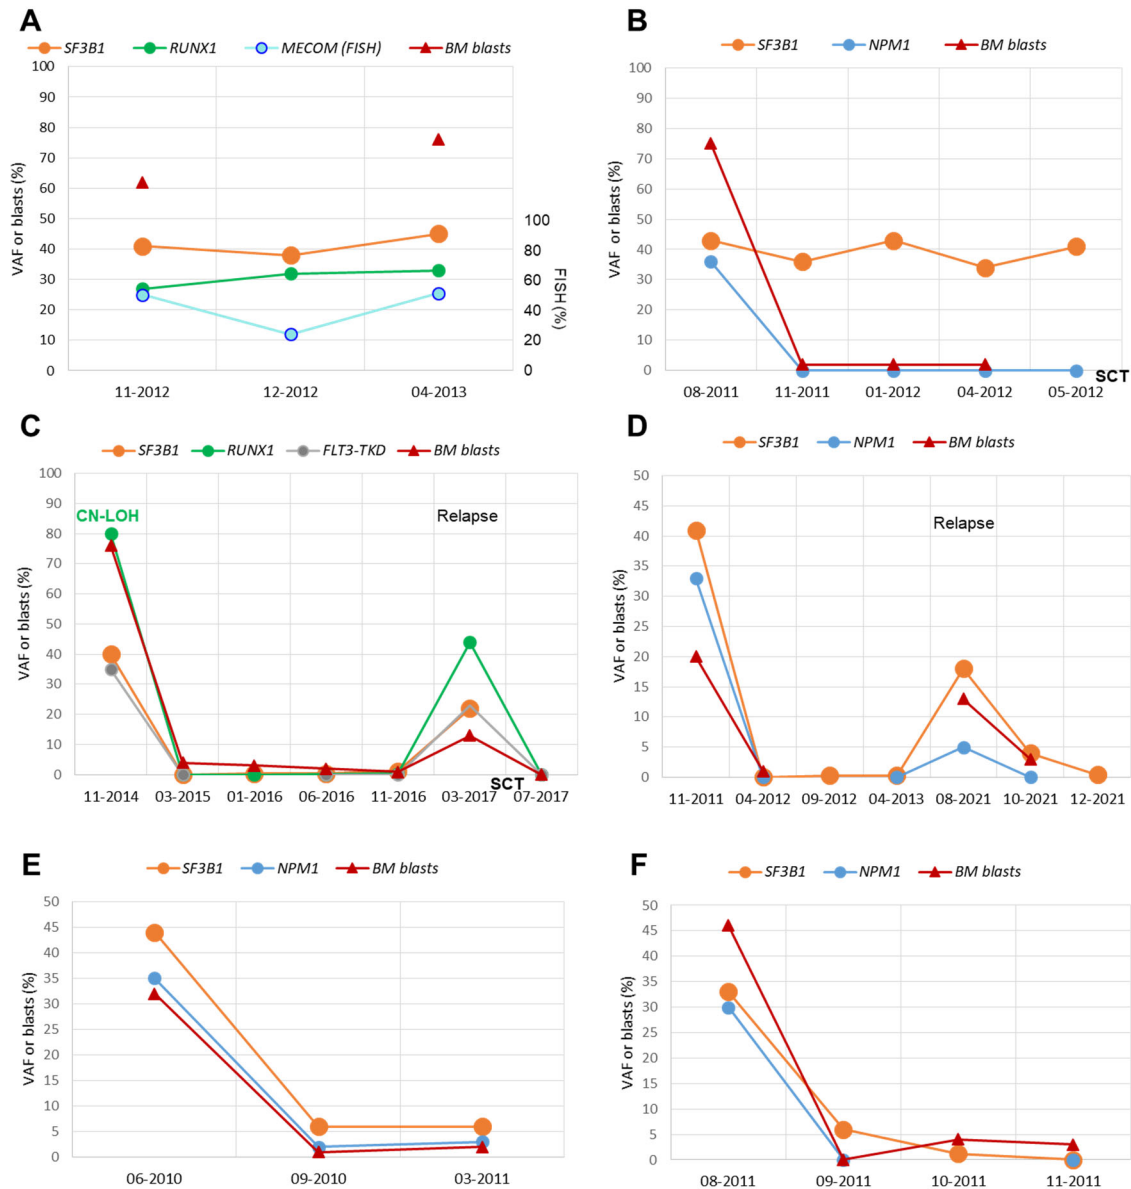 A
SF3B1 RUNX1 MECOM (FISH) BM blasts
VAF or blasts (%)
100
90
80
70
60
50
40
30
20
10
0
100
80
60
40
20
0
FISH (%)
11-2012 12-2012 04-2013
B
SF3B1 NPM1 BM blasts
VAF or blasts (%)
100
90
80
70
60
50
40
30
20
10
0
SCT
08-2011 11-2011 01-2012 04-2012 05-2012
C
SF3B1 RUNX1 FLT3-TKD BM blasts
VAF or blasts (%)
100
90
80
70
60
50
40
30
20
10
0
CN-LOH
Relapse
SCT
11-2014 03-2015 01-2016 06-2016 11-2016 03-2017 07-2017
D
SF3B1 NPM1 BM blasts
VAF or blasts (%)
50
45
40
35
30
25
20
15
10
5
0
Relapse
11-2011 04-2012 09-2012 04-2013 08-2021 10-2021 12-2021
E
SF3B1 NPM1 BM blasts
VAF or blasts (%)
50
45
40
35
30
25
20
15
10
5
0
06-2010 09-2010 03-2011
F
SF3B1 NPM1 BM blasts
VAF or blasts (%)
50
45
40
35
30
25
20
15
10
5
0
08-2011 09-2011 10-2011 11-2011